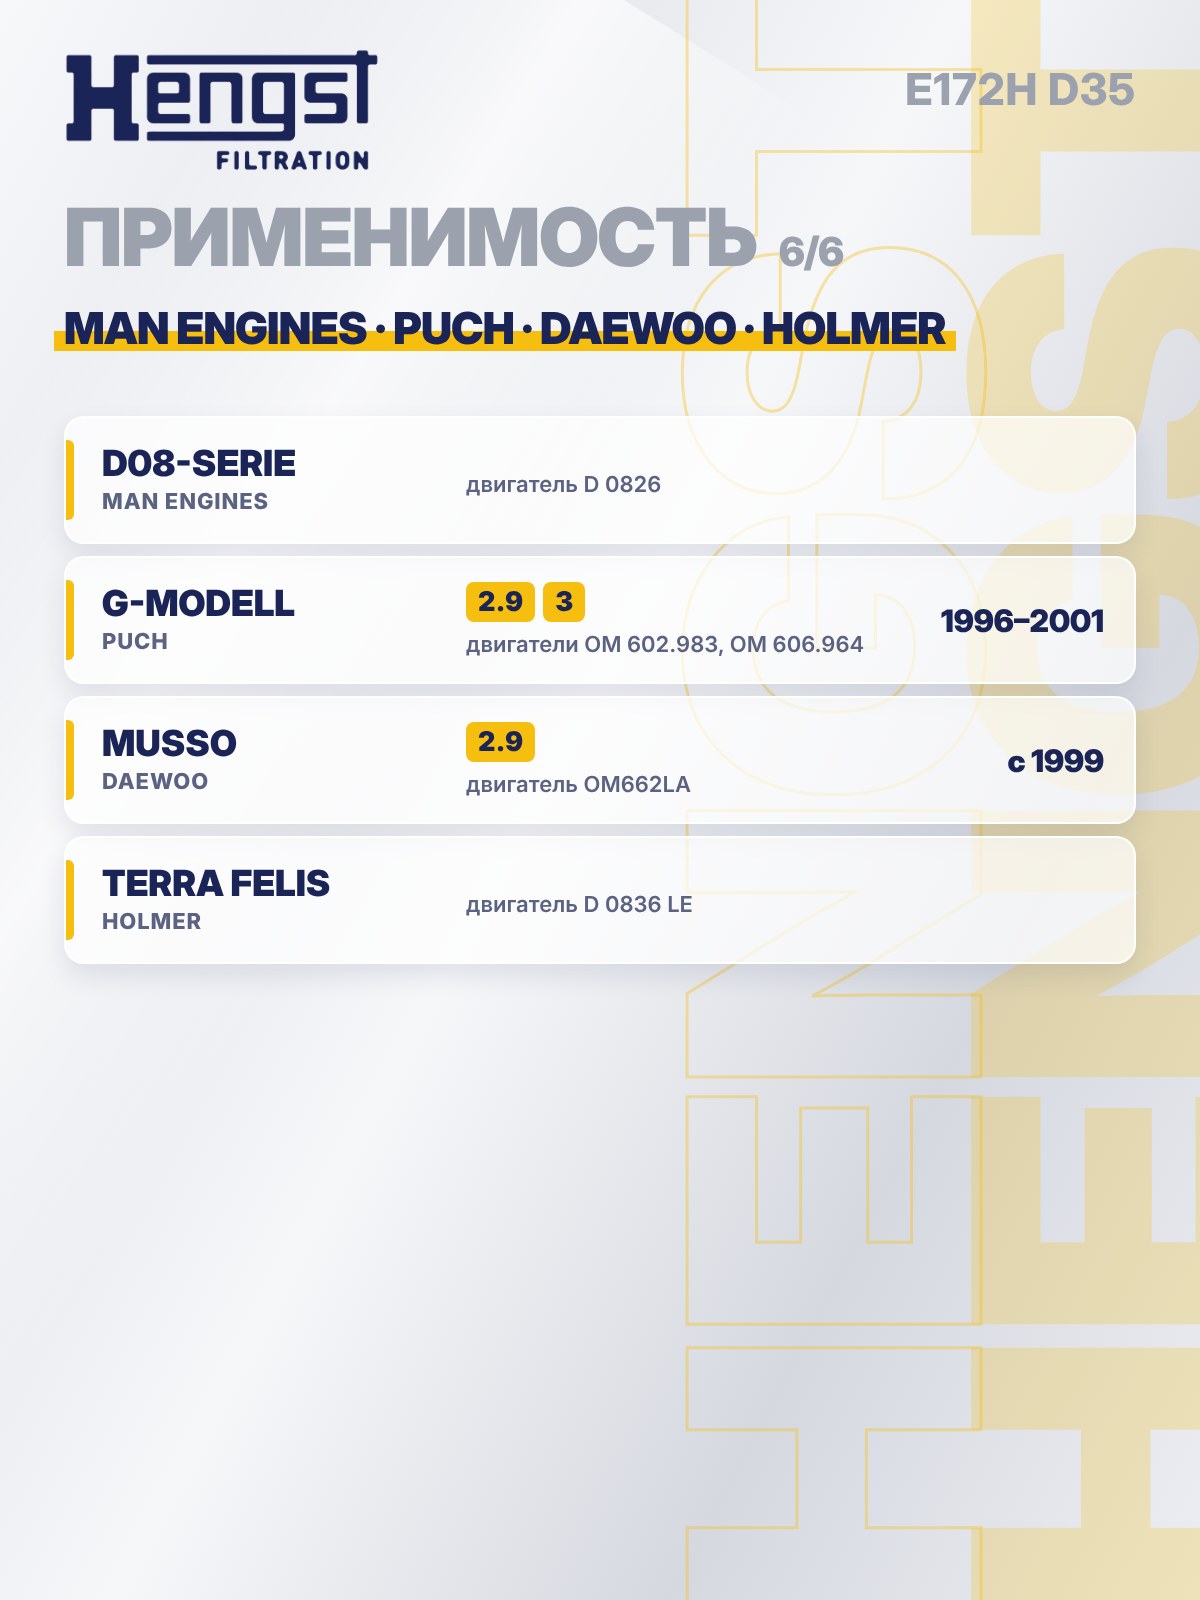 Hengst
FILTRATION
E172H D35
ПРИМЕНИМОСТЬ 6/6
MAN ENGINES · PUCH · DAEWOO · HOLMER
D08-SERIE
MAN ENGINES
двигатель D 0826
G-MODELL
PUCH
2.9 3
двигатели OM 602.983, OM 606.964
1996–2001
MUSSO
DAEWOO
2.9
двигатель OM662LA
с 1999
TERRA FELIS
HOLMER
двигатель D 0836 LE
HENGST
HENGST